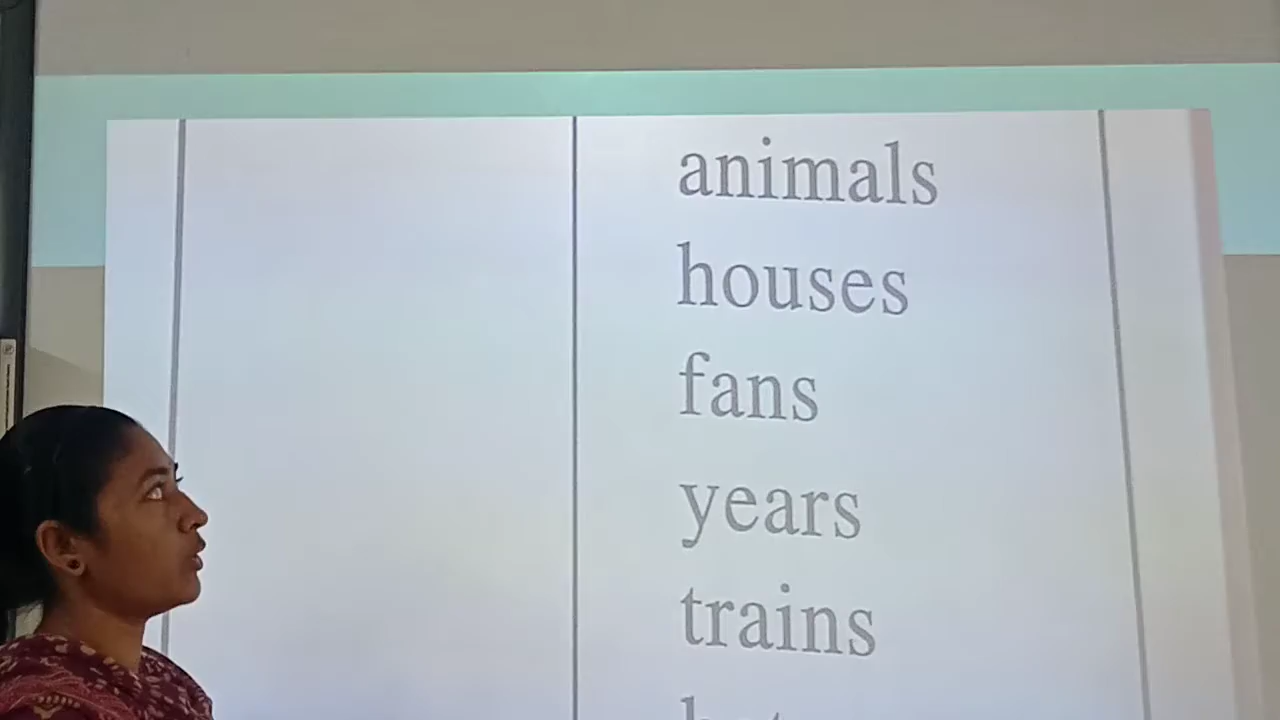 animals
houses
fans
years
trains